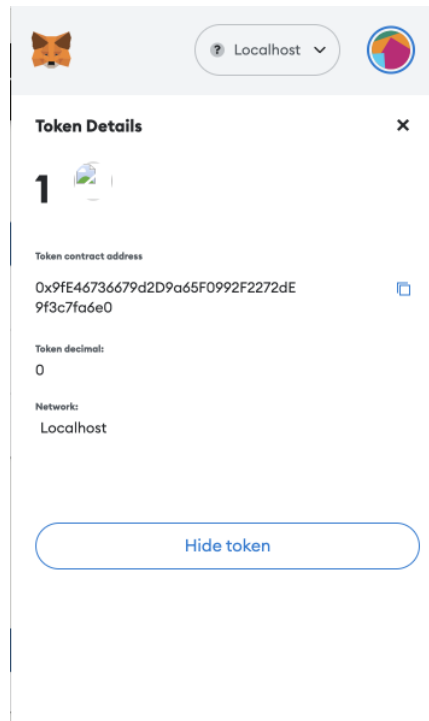 ? Localhost
Token Details
1
Token contract address
0x9fE46736679d2D9a65F0992F2272dE
9f3c7fa6e0
Token decimal:
0
Network:
Localhost
Hide token